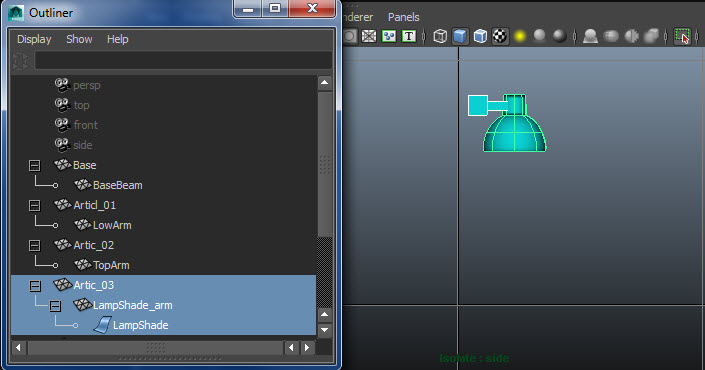 Outliner
Display Show Help
persp
top
front
side
Base
BaseBeam
Articl_01
LowArm
Artic_02
TopArm
Artic_03
LampShade_arm
LampShade
Panels
T
Isolate : side